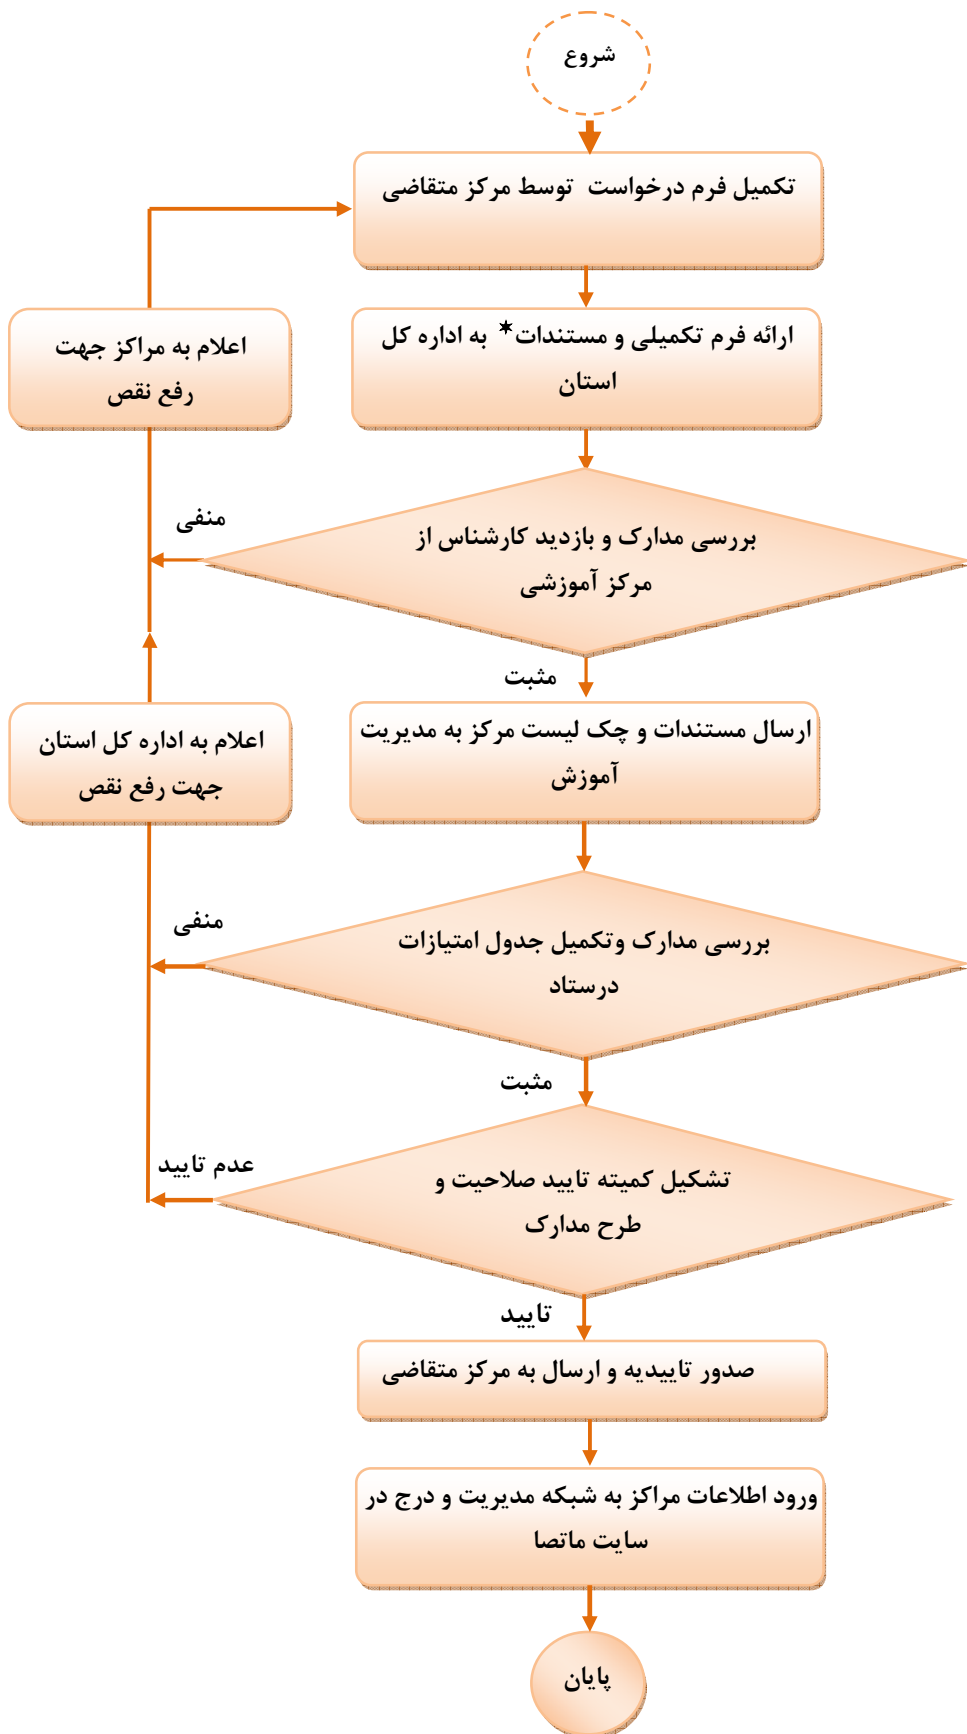 شروع
تکمیل فرم درخواست توسط مرکز متقاضی
ارائه فرم تکمیلی و مستندات* به اداره کل
استان
اعلام به مراکز جهت
رفع نقص
بررسی مدارک و بازدید کارشناس از
مرکز آموزشی
منفی
مثبت
ارسال مستندات و چک لیست مرکز به مدیریت
آموزش
اعلام به اداره کل استان
جهت رفع نقص
بررسی مدارک وتکمیل جدول امتیازات
درستاد
منفی
مثبت
تشکیل کمیته تایید صلاحیت و
طرح مدارک
عدم تایید
تایید
صدور تاییدیه و ارسال به مرکز متقاضی
ورود اطلاعات مراکز به شبکه مدیریت و درج در
سایت ماتصا
پایان